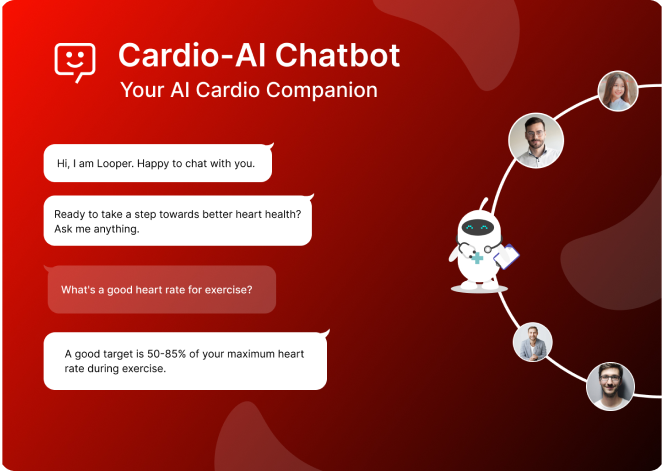 Cardio-AI Chatbot
Your AI Cardio Companion
Hi, I am Looper. Happy to chat with you.
Ready to take a step towards better heart health?
Ask me anything.
What's a good heart rate for exercise?
A good target is 50-85% of your maximum heart
rate during exercise.